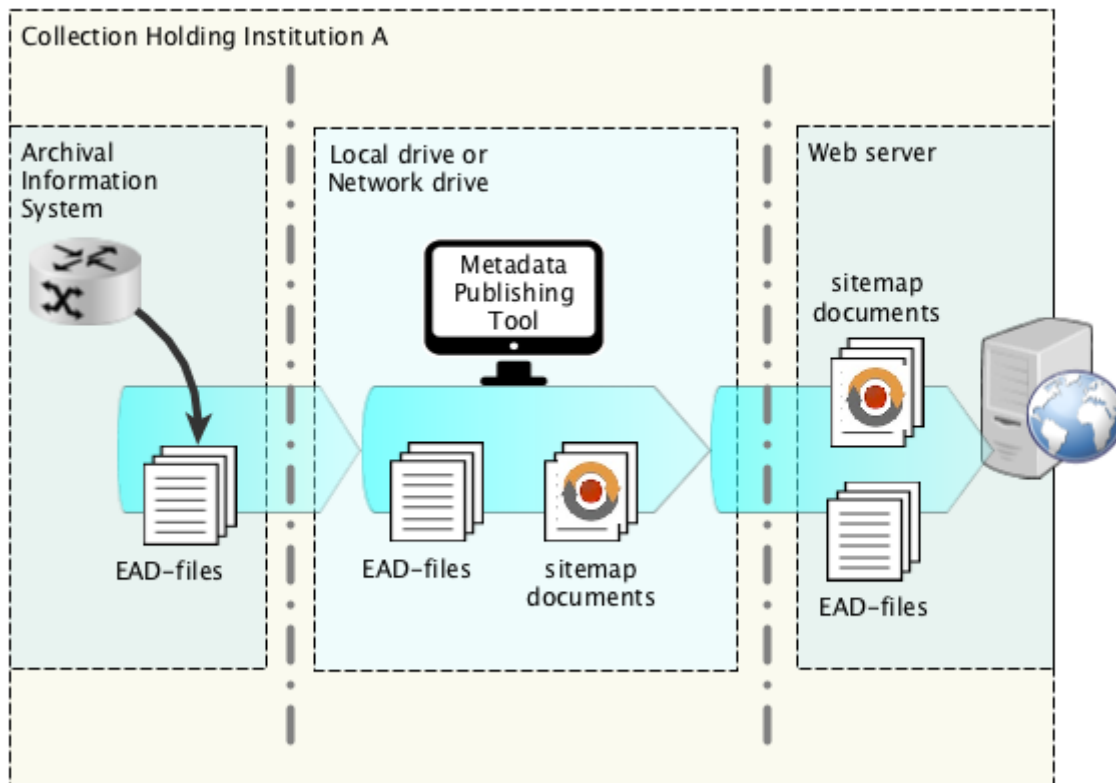 Collection Holding Institution A
Archival
Information
System
EAD-files
Local drive or
Network drive
Metadata
Publishing
Tool
EAD-files
sitemap
documents
Web server
sitemap
documents
EAD-files